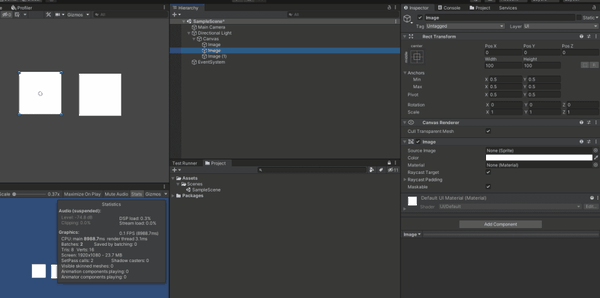 Profiler
Gizmos
Hierarchy
All
SampleScene*
Main Camera
Directional Light
Canvas
Image
Image
Image (1)
EventSystem
Test Runner Project
Assets
Scenes
SampleScene
Packages
Scale 0.37x Maximize On Play Mute Audio Stats Gizmos
Statistics
Audio (suspended):
Level: -74.8 dB DSP load: 0.3%
Clipping: 0.0% Stream load: 0.0%
Graphics: 0.1 FPS (8988.7ms)
CPU: main 8988.7ms render thread 3.1ms
Batches: 2 Saved by batching: 0
Tris: 8 Verts: 16
Screen: 1920x1080 - 23.7 MB
SetPass calls: 2 Shadow casters: 0
Visible skinned meshes: 0
Animation components playing: 0
Animator components playing: 0
Inspector Console Project Services
Image Static
Tag Untagged Layer UI
Rect Transform
center Pos X Pos Y Pos Z
0 0 0
Width Height
100 100
Anchors
Min X 0.5 Y 0.5
Max X 0.5 Y 0.5
Pivot X 0.5 Y 0.5
Rotation X 0 Y 0 Z 0
Scale X 1 Y 1 Z 1
Canvas Renderer
Cull Transparent Mesh
Image
Source Image None (Sprite)
Color
Material None (Material)
Raycast Target
Raycast Padding
Maskable
Default UI Material (Material)
Shader UI/Default Edit...
Add Component
Image